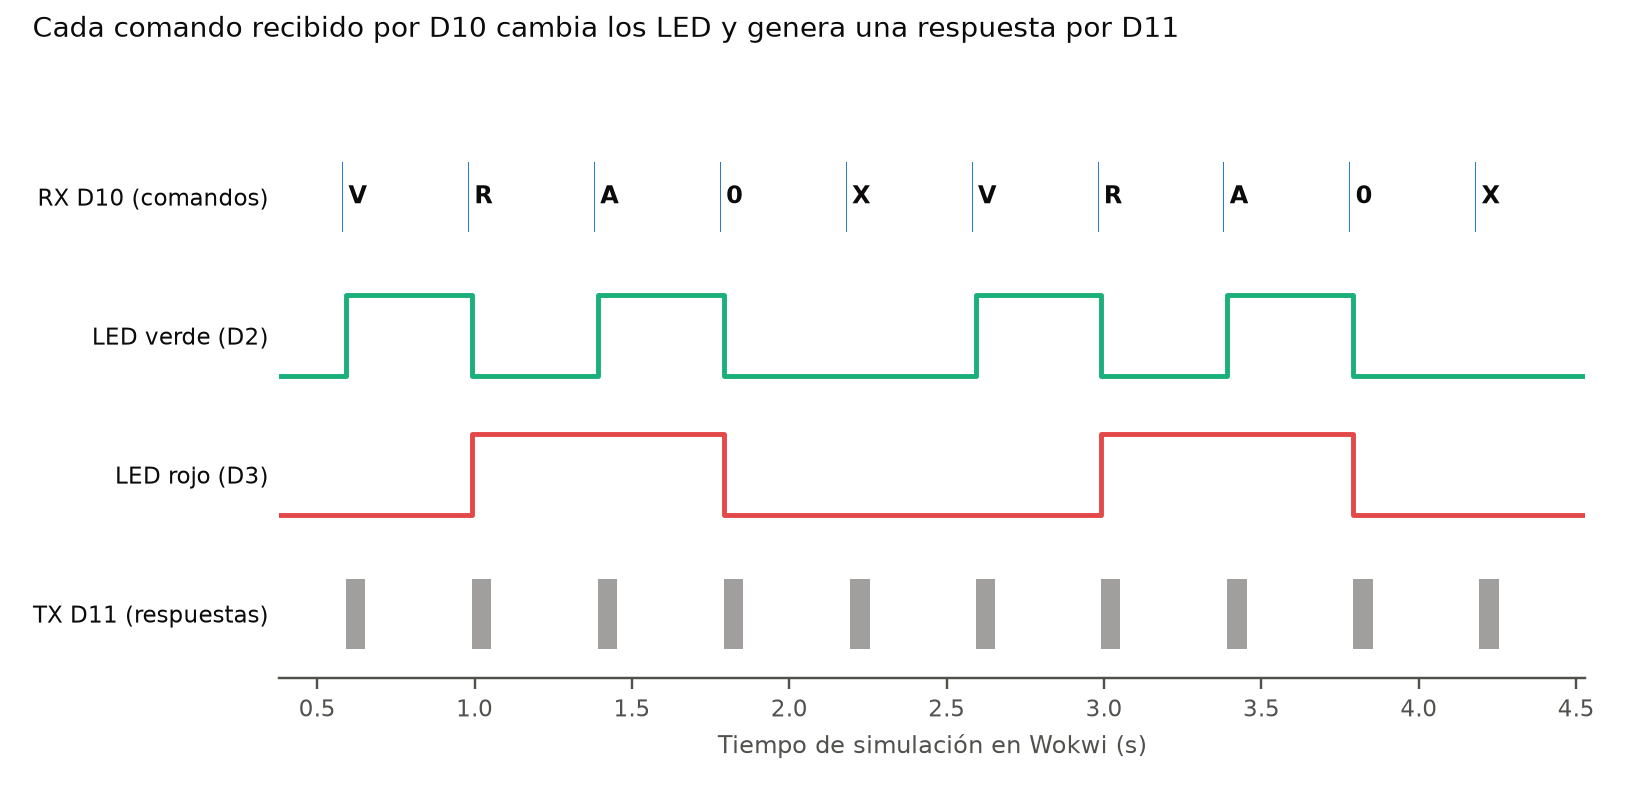 Cada comando recibido por D10 cambia los LED y genera una respuesta por D11
RX D10 (comandos)
V R A 0 X V R A 0 X
LED verde (D2)
LED rojo (D3)
TX D11 (respuestas)
0.5 1.0 1.5 2.0 2.5 3.0 3.5 4.0 4.5
Tiempo de simulación en Wokwi (s)